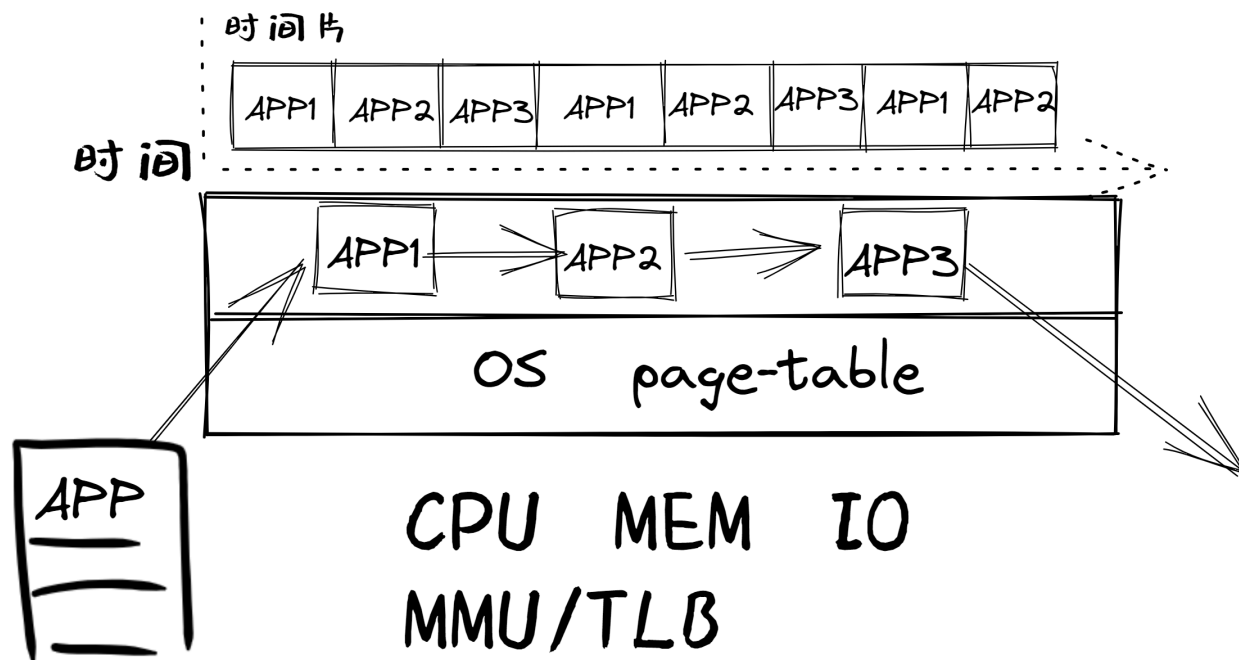 时间片
APP1 APP2 APP3 APP1 APP2 APP3 APP1 APP2
时间
APP1 APP2 APP3
OS page-table
APP
CPU MEM IO
MMU/TLB